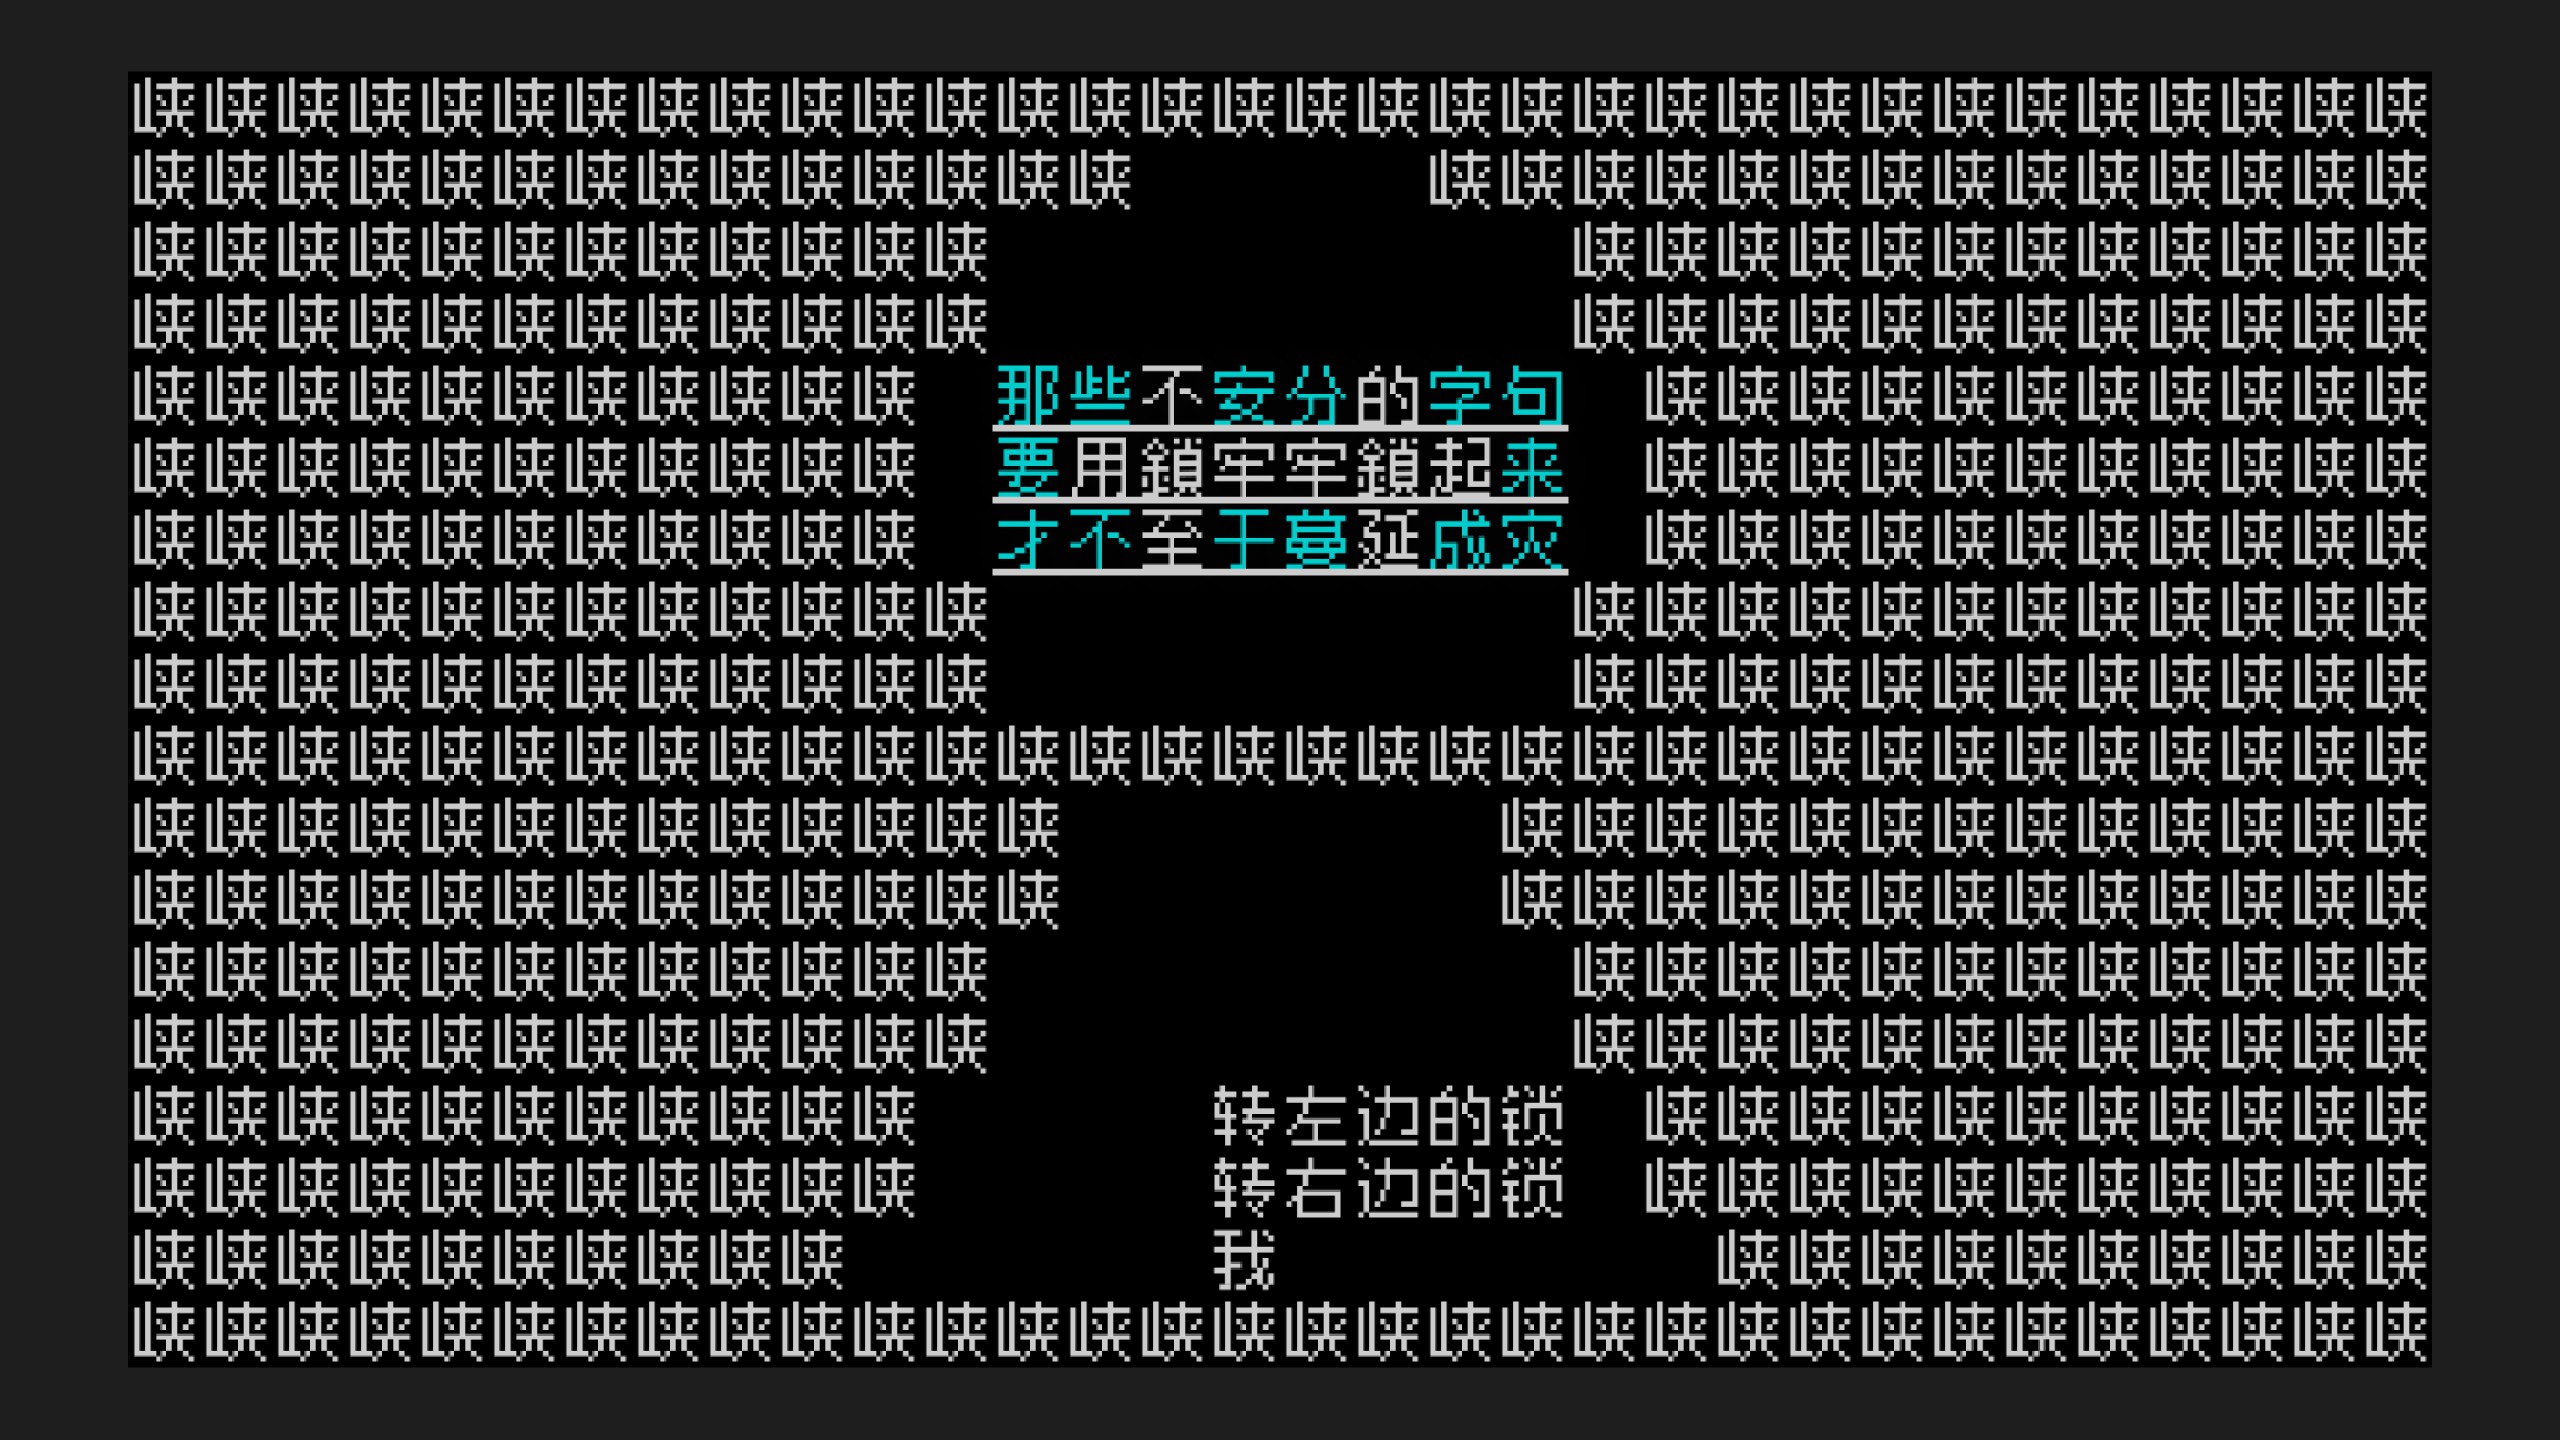 峡峡峡峡峡峡峡峡峡峡峡峡峡峡峡峡峡峡峡峡峡峡峡峡峡峡峡峡峡峡峡峡
峡峡峡峡峡峡峡峡峡峡峡峡峡峡 峡峡峡峡峡峡峡峡峡峡峡峡峡峡
峡峡峡峡峡峡峡峡峡峡峡峡 峡峡峡峡峡峡峡峡峡峡峡峡
峡峡峡峡峡峡峡峡峡峡峡峡 峡峡峡峡峡峡峡峡峡峡峡峡
峡峡峡峡峡峡峡峡峡峡峡 那些不安分的字句 峡峡峡峡峡峡峡峡峡峡峡
峡峡峡峡峡峡峡峡峡峡峡 要用鎖牢牢鎖起来 峡峡峡峡峡峡峡峡峡峡峡
峡峡峡峡峡峡峡峡峡峡峡 才不至于蔓延成灾 峡峡峡峡峡峡峡峡峡峡峡
峡峡峡峡峡峡峡峡峡峡峡峡 峡峡峡峡峡峡峡峡峡峡峡峡
峡峡峡峡峡峡峡峡峡峡峡峡 峡峡峡峡峡峡峡峡峡峡峡峡
峡峡峡峡峡峡峡峡峡峡峡峡峡峡峡峡峡峡峡峡峡峡峡峡峡峡峡峡峡峡峡峡
峡峡峡峡峡峡峡峡峡峡峡峡峡 峡峡峡峡峡峡峡峡峡峡峡峡峡
峡峡峡峡峡峡峡峡峡峡峡峡峡 峡峡峡峡峡峡峡峡峡峡峡峡峡
峡峡峡峡峡峡峡峡峡峡峡峡 峡峡峡峡峡峡峡峡峡峡峡峡
峡峡峡峡峡峡峡峡峡峡峡峡 峡峡峡峡峡峡峡峡峡峡峡峡
峡峡峡峡峡峡峡峡峡峡峡 转左边的锁 峡峡峡峡峡峡峡峡峡峡峡
峡峡峡峡峡峡峡峡峡峡峡 转右边的锁 峡峡峡峡峡峡峡峡峡峡峡
峡峡峡峡峡峡峡峡峡峡 我 峡峡峡峡峡峡峡峡峡峡
峡峡峡峡峡峡峡峡峡峡峡峡峡峡峡峡峡峡峡峡峡峡峡峡峡峡峡峡峡峡峡峡